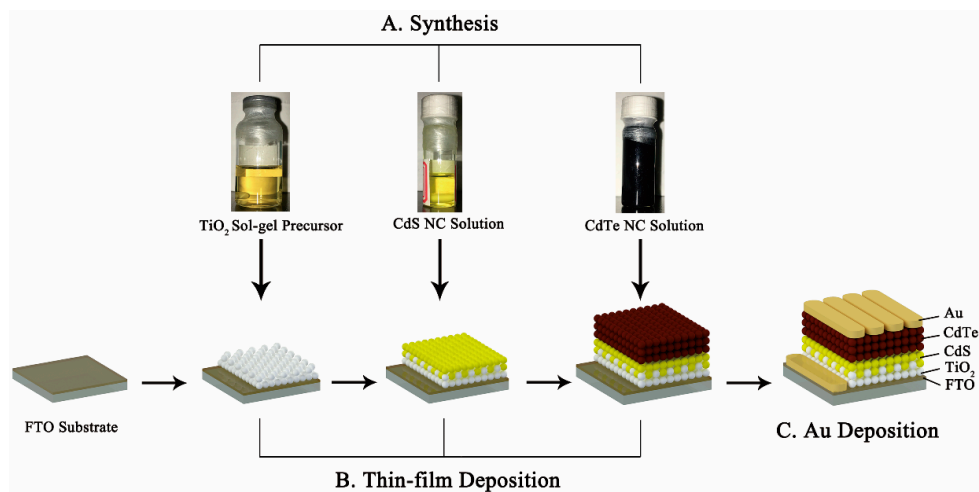 A. Synthesis
TiO₂ Sol-gel Precursor
CdS NC Solution
CdTe NC Solution
Au
CdTe
CdS
TiO₂
FTO
FTO Substrate
C. Au Deposition
B. Thin-film Deposition